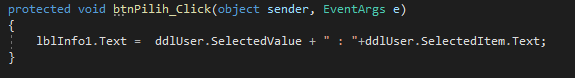 protected void btnPilih_Click(object sender, EventArgs e)
{
lblInfo1.Text =  ddlUser.SelectedValue + " : "+ddlUser.SelectedItem.Text;
}